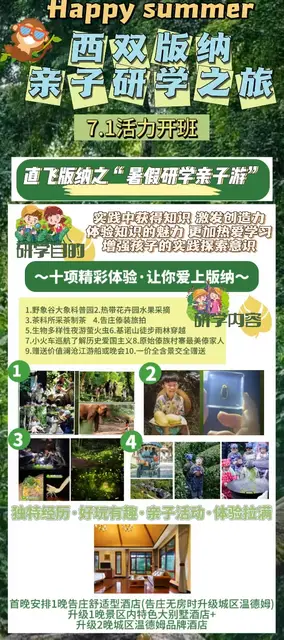 Happy summer
西双版纳
亲子研学之旅
7.1活力开班
直飞版纳之“暑假研学亲子游”
实践中获得知识 激发创造力
体验知识的魅力 更加热爱学习
增强孩子的实践探索意识
研学目的
～十项精彩体验·让你爱上版纳～
1.野象谷大象科普园2.热带花卉园水果采摘
3.茶科所采茶制茶 4.告庄傣装旅拍
5.生物多样性夜游萤火虫6.基诺山徒步雨林穿越
7.小火车巡航了解历史爱国主义8.原始傣族村寨最美傣家人
9.赠送价值澜沧江游船或晚会10.一价全含景交全赠送
研学内容
1
2
3
4
独特经历·好玩有趣·亲子活动·体验拉满
首晚安排1晚告庄舒适型酒店(告庄无房时升级城区温德姆)
升级1晚景区内特色大别墅酒店+
升级2晚城区温德姆品牌酒店